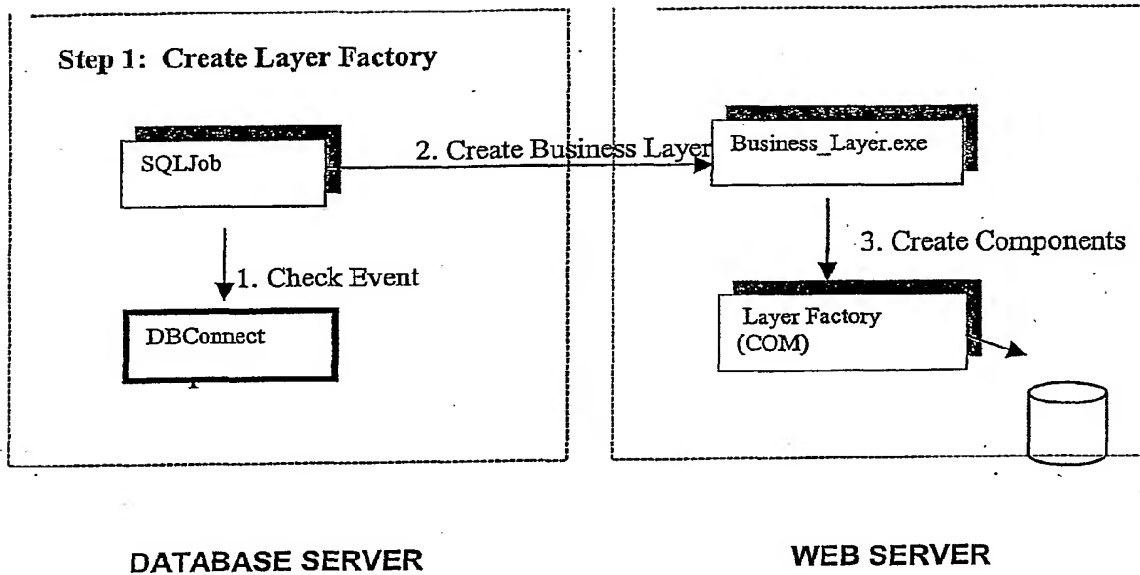 Step 1: Create Layer Factory
SQLJob
2. Create Business Layer
Business_Layer.exe
1. Check Event
3. Create Components
DBConnect
Layer Factory
(COM)
DATABASE SERVER
WEB SERVER